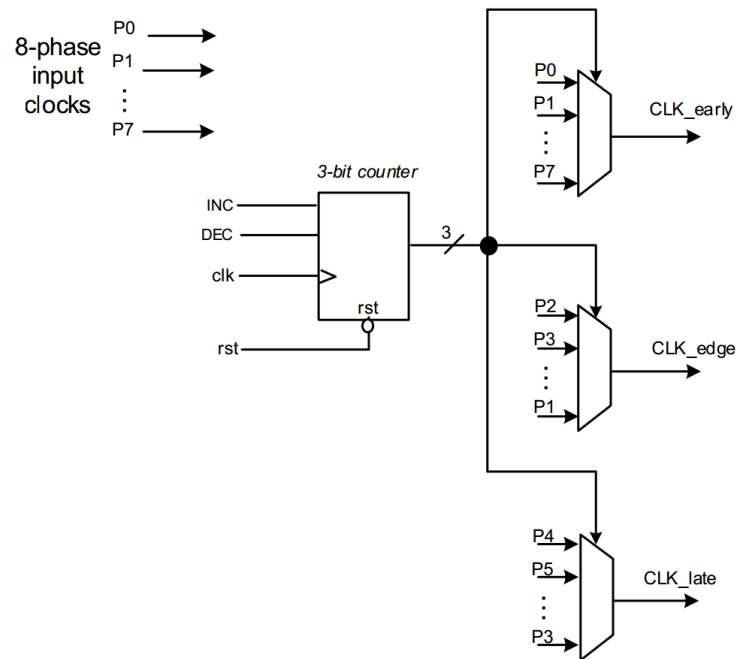 8-phase
input
clocks
P0
P1
P7
3-bit counter
INC
DEC
clk
rst
rst
3
P0
P1
P7
CLK_early
P2
P3
P1
CLK_edge
P4
P5
P3
CLK_late